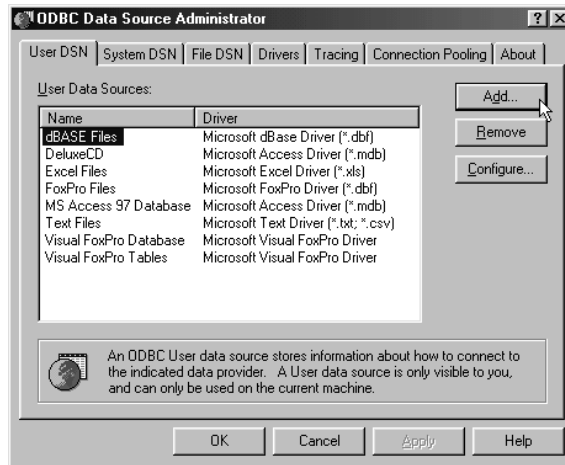 ODBC Data Source Administrator
User DSN System DSN File DSN Drivers Tracing Connection Pooling About
User Data Sources:
Add...
Name Driver
dBASE Files Microsoft dBase Driver (*.dbf)
Remove
DeluxeCD Microsoft Access Driver (*.mdb)
Excel Files Microsoft Excel Driver (*.xls)
Configure...
FoxPro Files Microsoft FoxPro Driver (*.dbf)
MS Access 97 Database Microsoft Access Driver (*.mdb)
Text Files Microsoft Text Driver (*.txt; *.csv)
Visual FoxPro Database Microsoft Visual FoxPro Driver
Visual FoxPro Tables Microsoft Visual FoxPro Driver
An ODBC User data source stores information about how to connect to
the indicated data provider. A User data source is only visible to you,
and can only be used on the current machine.
OK Cancel Apply Help